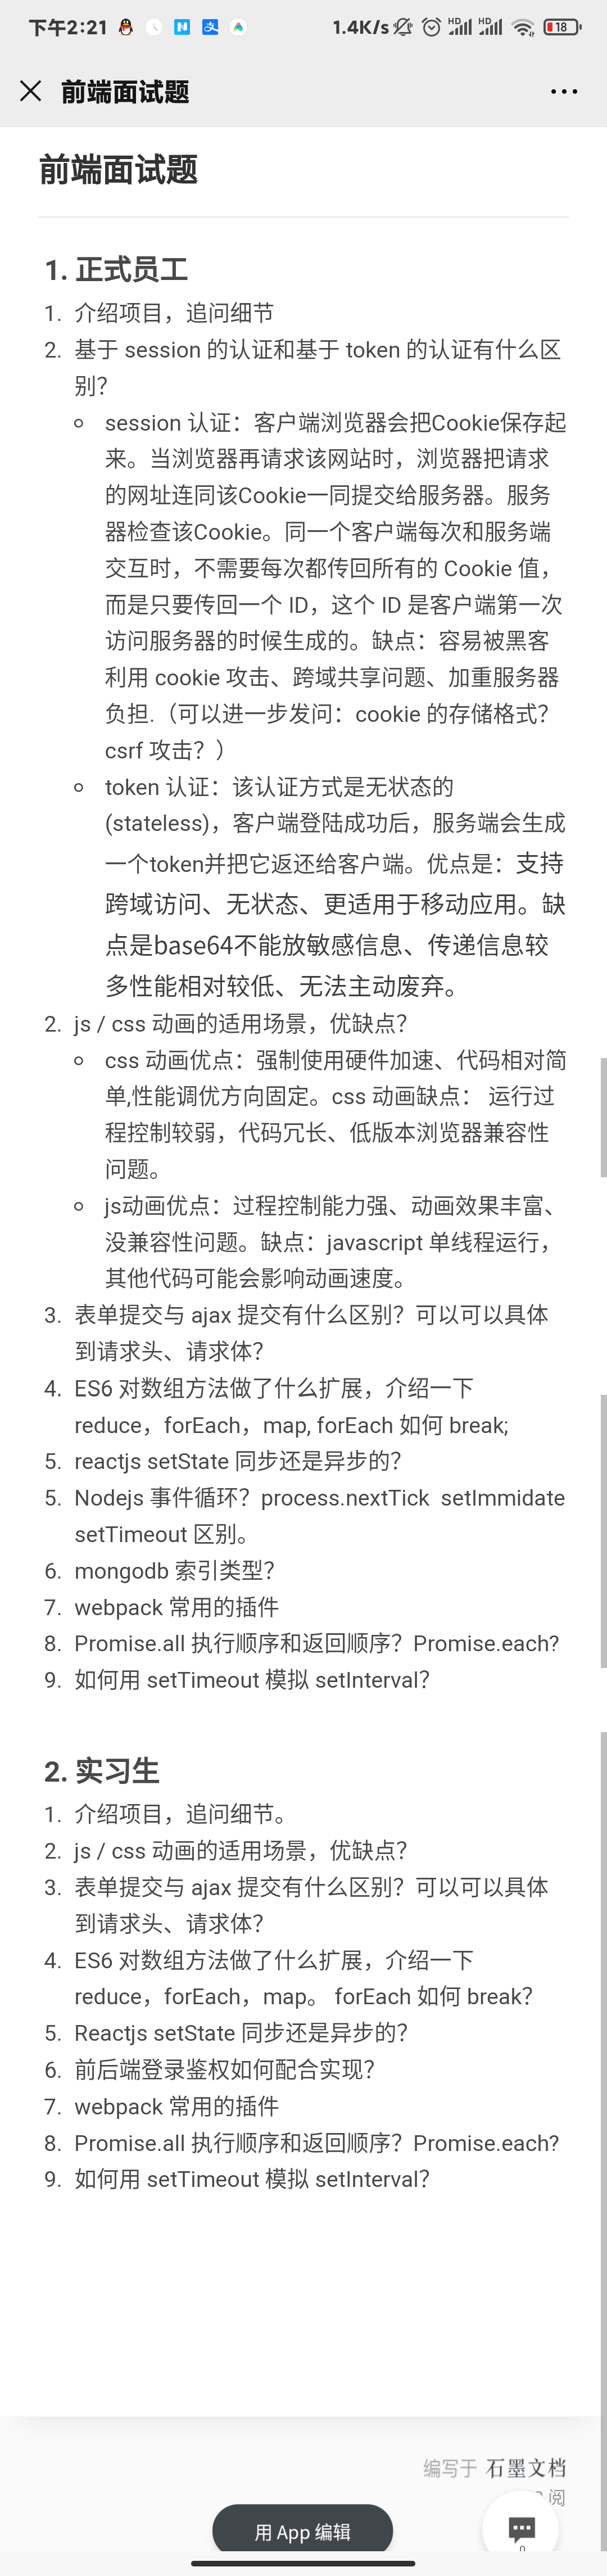 下午2:21
1.4K/s
HD
HD
18
前端面试题
前端面试题
1. 正式员工
1. 介绍项目，追问细节
2. 基于 session 的认证和基于 token 的认证有什么区
别？
session 认证：客户端浏览器会把Cookie保存起
来。当浏览器再请求该网站时，浏览器把请求
的网址连同该Cookie一同提交给服务器。服务
器检查该Cookie。同一个客户端每次和服务端
交互时，不需要每次都传回所有的 Cookie 值，
而是只要传回一个 ID，这个 ID 是客户端第一次
访问服务器的时候生成的。缺点：容易被黑客
利用 cookie 攻击、跨域共享问题、加重服务器
负担.（可以进一步发问：cookie 的存储格式？
csrf 攻击？）
token 认证：该认证方式是无状态的
(stateless)，客户端登陆成功后，服务端会生成
一个token并把它返还给客户端。优点是：支持
跨域访问、无状态、更适用于移动应用。缺
点是base64不能放敏感信息、传递信息较
多性能相对较低、无法主动废弃。
2. js / css 动画的适用场景，优缺点？
css 动画优点：强制使用硬件加速、代码相对简
单,性能调优方向固定。css 动画缺点： 运行过
程控制较弱，代码冗长、低版本浏览器兼容性
问题。
js动画优点：过程控制能力强、动画效果丰富、
没兼容性问题。缺点：javascript 单线程运行，
其他代码可能会影响动画速度。
3. 表单提交与 ajax 提交有什么区别？可以可以具体
到请求头、请求体？
4. ES6 对数组方法做了什么扩展，介绍一下
reduce，forEach，map, forEach 如何 break;
5. reactjs setState 同步还是异步的？
5. Nodejs 事件循环？process.nextTick  setImmidate
setTimeout 区别。
6. mongodb 索引类型？
7. webpack 常用的插件
8. Promise.all 执行顺序和返回顺序？Promise.each?
9. 如何用 setTimeout 模拟 setInterval？
2. 实习生
1. 介绍项目，追问细节。
2. js / css 动画的适用场景，优缺点？
3. 表单提交与 ajax 提交有什么区别？可以可以具体
到请求头、请求体？
4. ES6 对数组方法做了什么扩展，介绍一下
reduce，forEach，map。 forEach 如何 break？
5. Reactjs setState 同步还是异步的？
6. 前后端登录鉴权如何配合实现？
7. webpack 常用的插件
8. Promise.all 执行顺序和返回顺序？Promise.each?
9. 如何用 setTimeout 模拟 setInterval？
编写于 石墨文档
阅
用 App 编辑
0